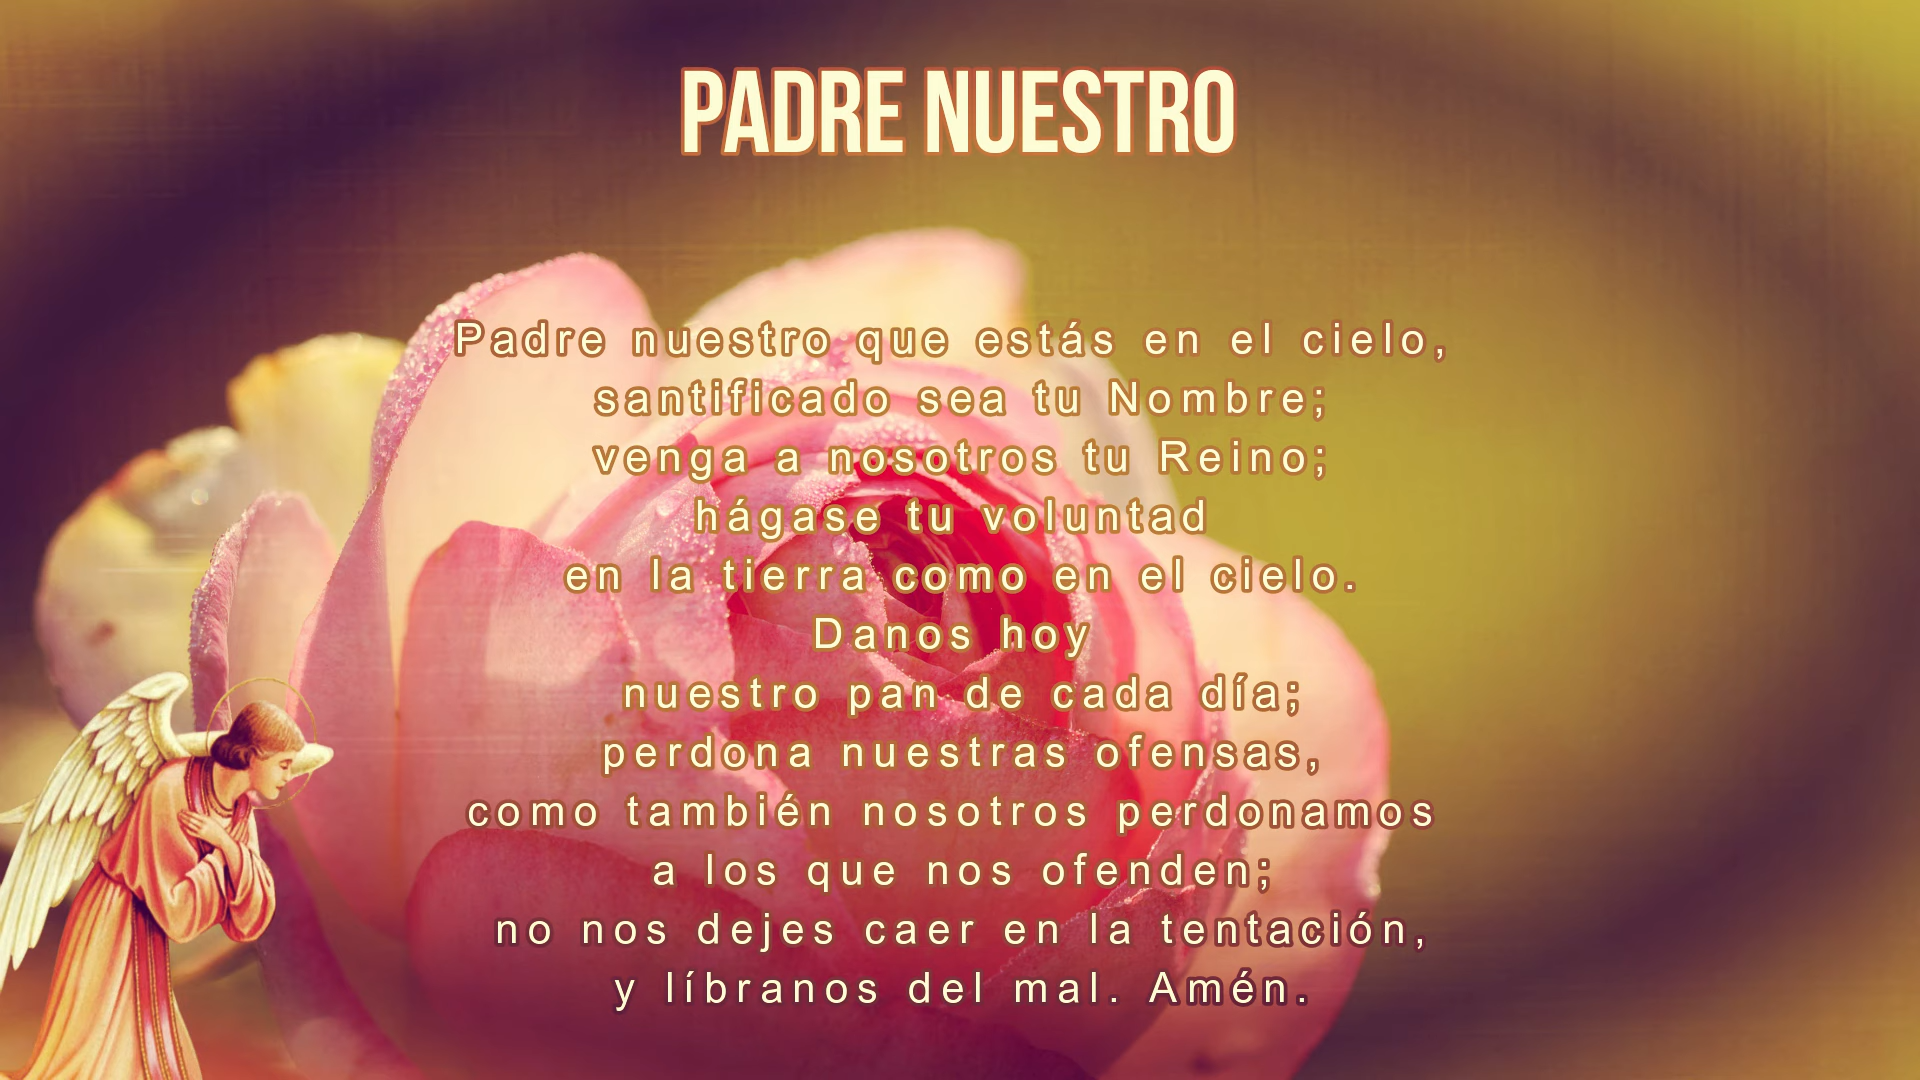 PADRE NUESTRO
Padre nuestro que estás en el cielo,
santificado sea tu Nombre;
venga a nosotros tu Reino;
hágase tu voluntad
en la tierra como en el cielo.
Danos hoy
nuestro pan de cada día;
perdona nuestras ofensas,
como también nosotros perdonamos
a los que nos ofenden;
no nos dejes caer en la tentación,
y líbranos del mal. Amén.